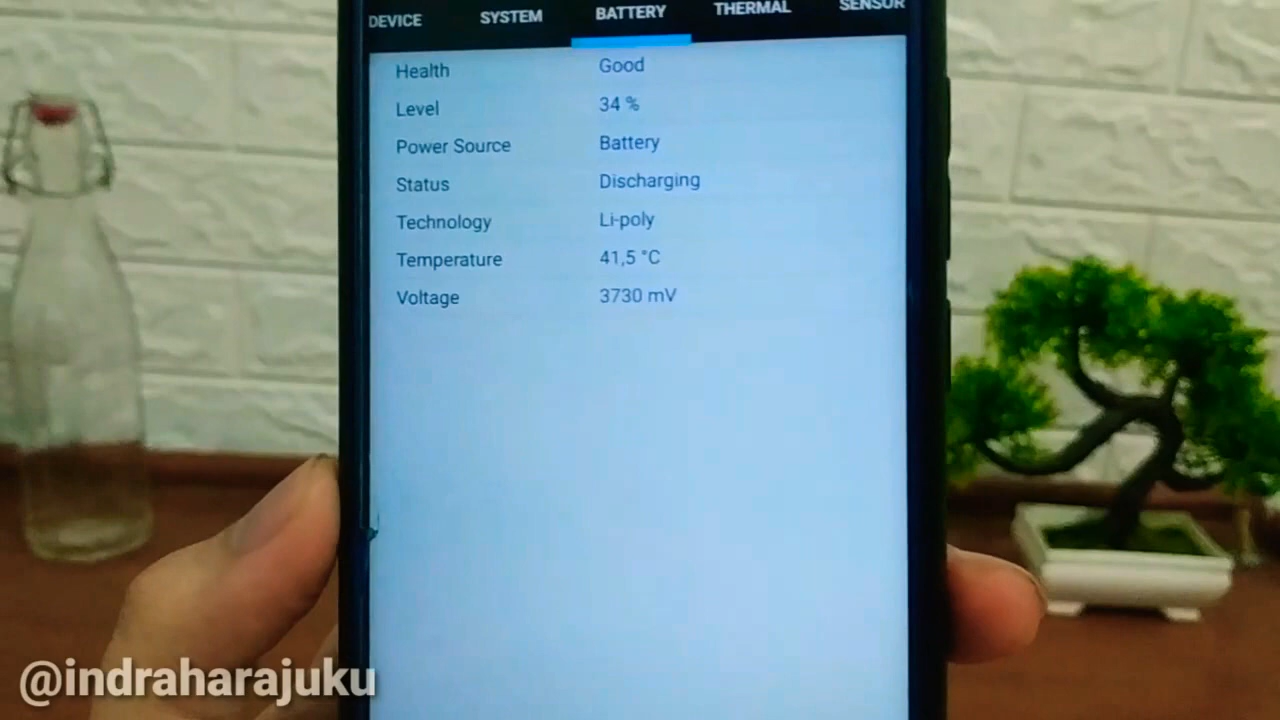 DEVICE SYSTEM BATTERY THERMAL SENSOR
Health Good
Level 34 %
Power Source Battery
Status Discharging
Technology Li-poly
Temperature 41,5 °C
Voltage 3730 mV
@indraharajuku